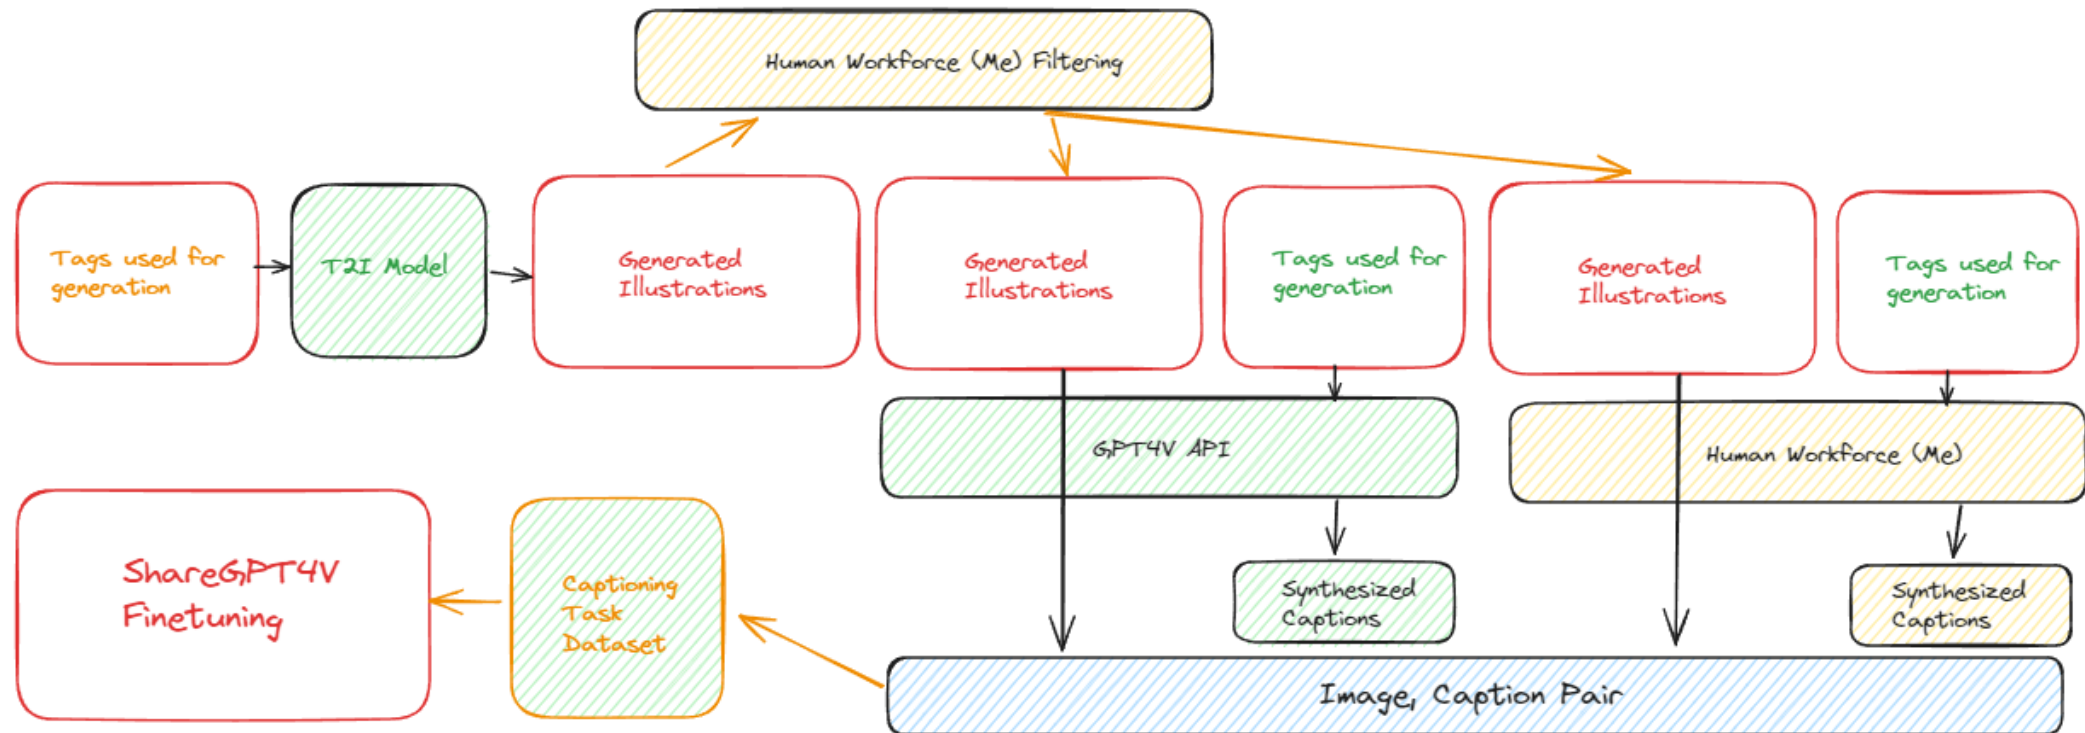 Human Workforce (Me) Filtering
Tags used for
generation
T2I Model
Generated
Illustrations
Generated
Illustrations
Tags used for
generation
Generated
Illustrations
Tags used for
generation
GPT4V API
Human Workforce (Me)
ShareGPT4V
Finetuning
Captioning
Task
Dataset
Synthesized
Captions
Synthesized
Captions
Image, Caption Pair